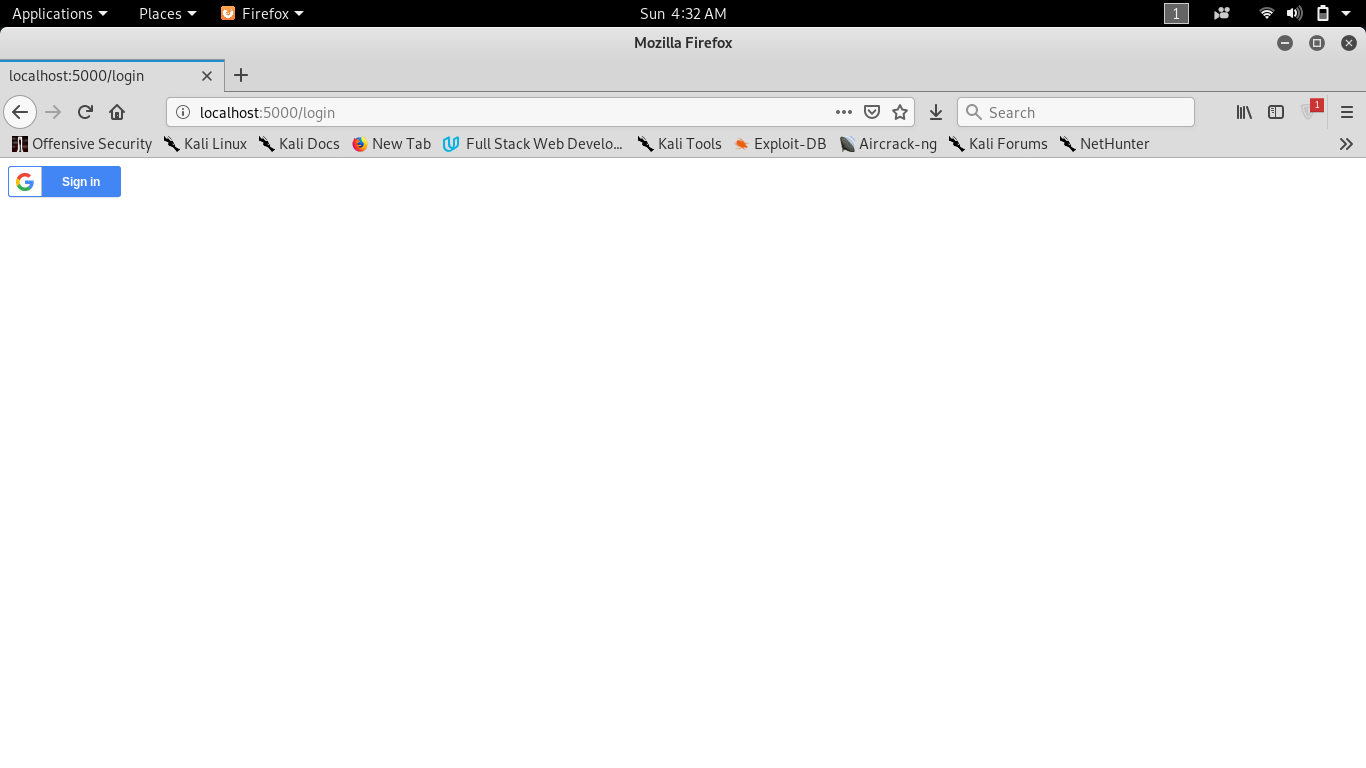 Applications Places Firefox Sun 4:32 AM 1
Mozilla Firefox
localhost:5000/login
localhost:5000/login Search 1
Offensive Security Kali Linux Kali Docs New Tab Full Stack Web Develo... Kali Tools Exploit-DB Aircrack-ng Kali Forums NetHunter
G Sign in